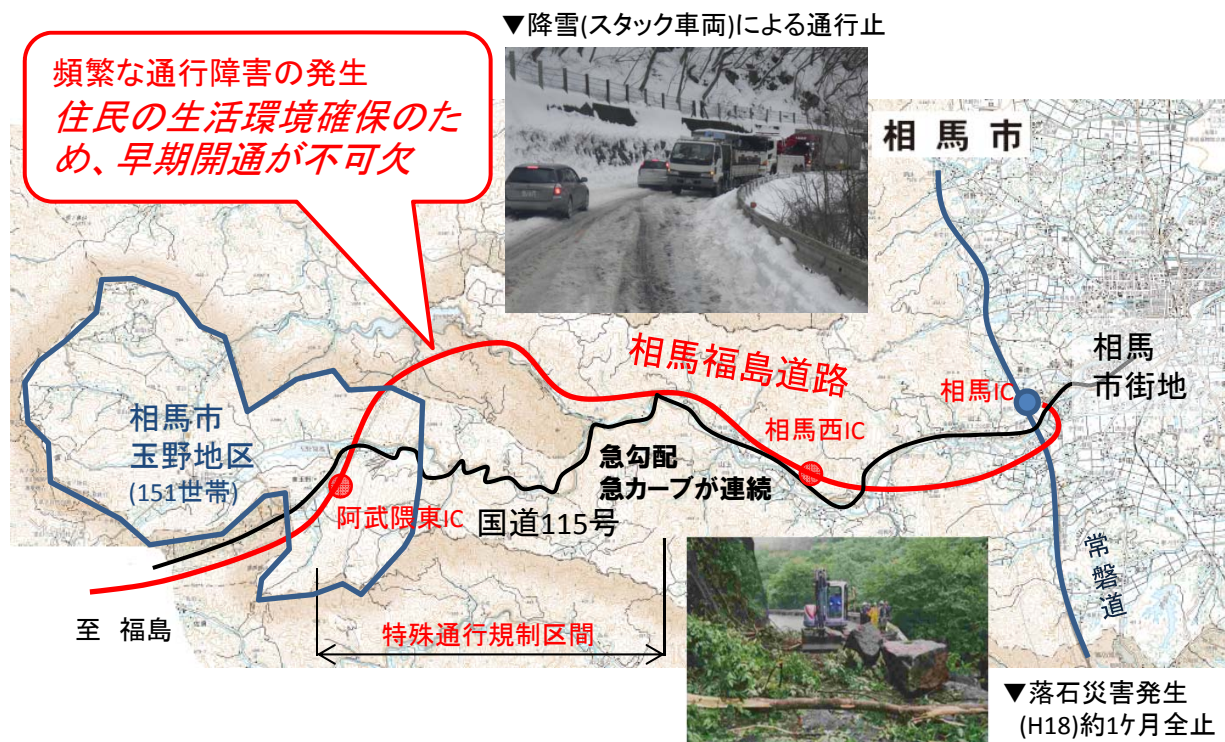 ▼降雪(スタック車両)による通行止
頻繁な通行障害の発生
住民の生活環境確保のた
め、早期開通が不可欠
相馬市
相馬福島道路
相馬
市街地
相馬IC
相馬西IC
相馬市
玉野地区
(151世帯)
急勾配
急カーブが連続
阿武隈東IC
国道115号
常磐道
至 福島
特殊通行規制区間
▼落石災害発生
(H18)約1ケ月全止